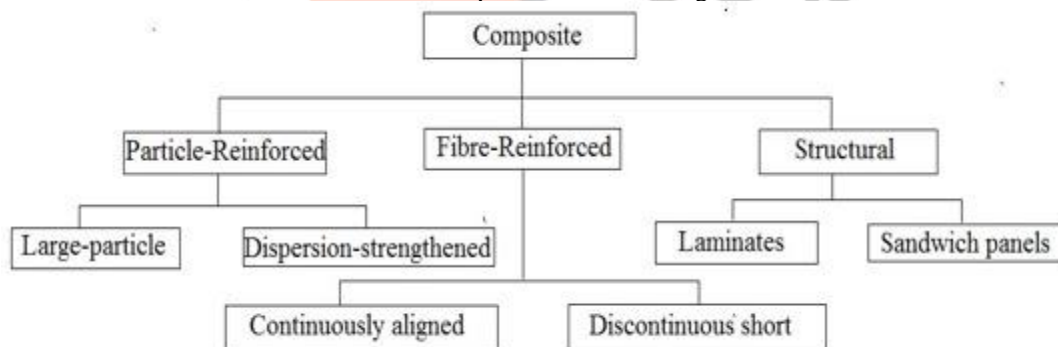 Composite
Particle-Reinforced
Fibre-Reinforced
Structural
Large-particle
Dispersion-strengthened
Laminates
Sandwich panels
Continuously aligned
Discontinuous short